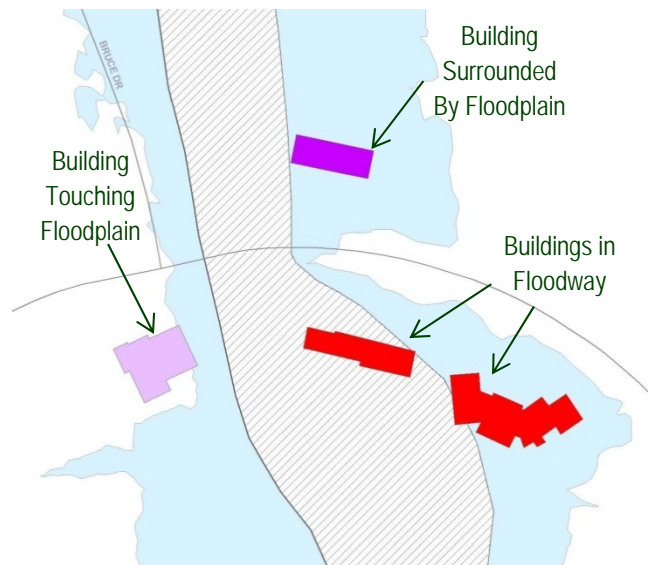 BRUCE DR
Building
Surrounded
By Floodplain
Building
Touching
Floodplain
Buildings in
Floodway